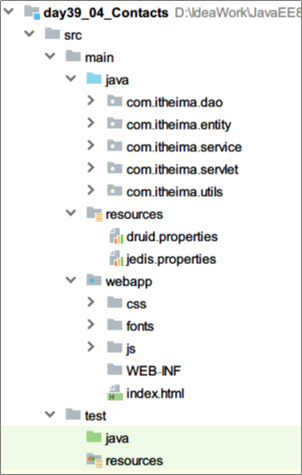 day39_04_Contacts D:\IdeaWork\JavaEE8
src
main
java
com.itheima.dao
com.itheima.entity
com.itheima.service
com.itheima.servlet
com.itheima.utils
resources
druid.properties
jedis.properties
webapp
css
fonts
js
WEB-INF
index.html
test
java
resources